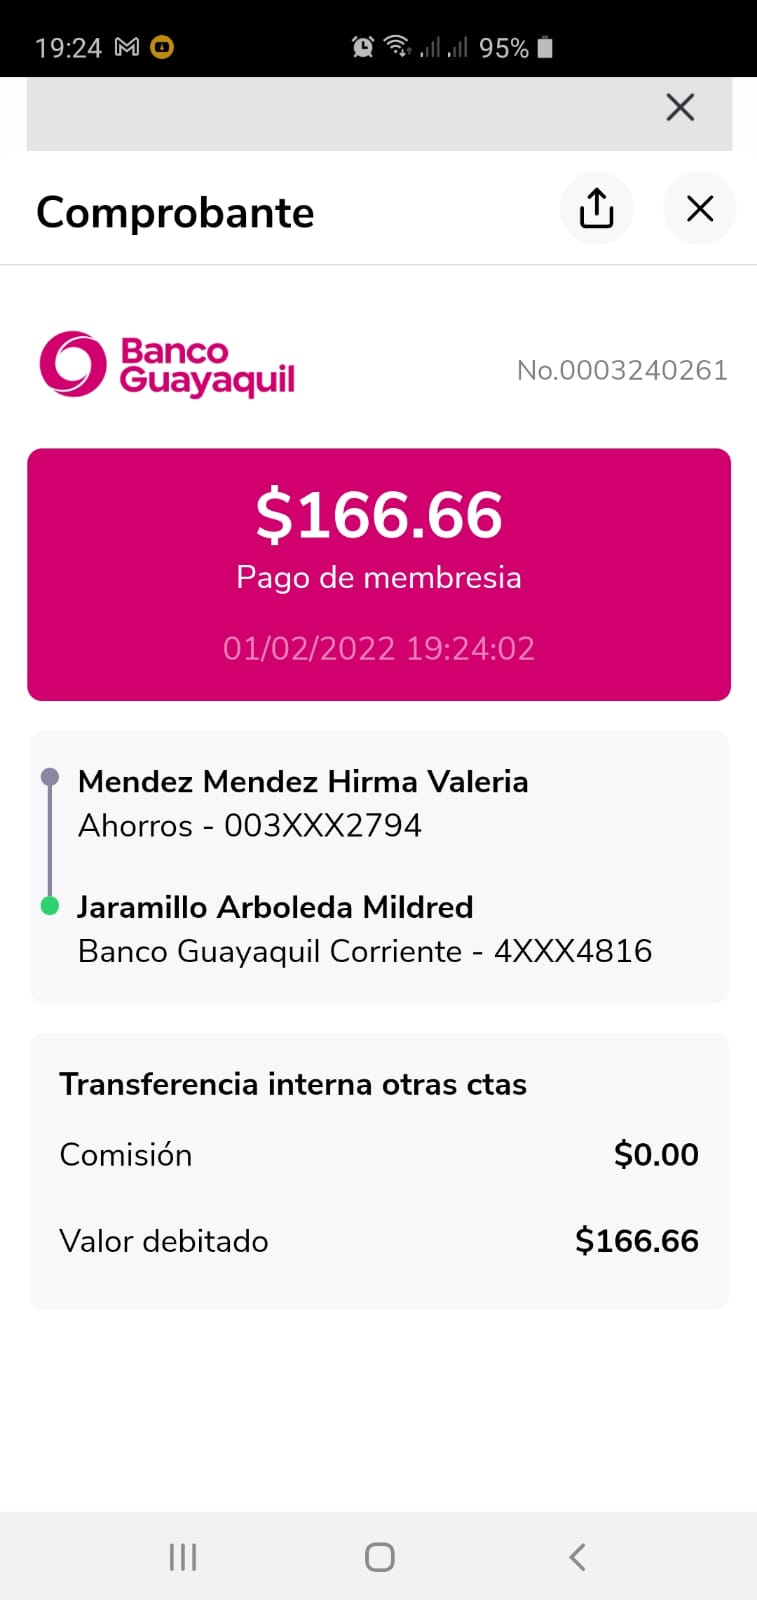 19:24 95%
Comprobante
Banco
Guayaquil
No.0003240261
$166.66
Pago de membresia
01/02/2022 19:24:02
Mendez Mendez Hirma Valeria
Ahorros - 003XXX2794
Jaramillo Arboleda Mildred
Banco Guayaquil Corriente - 4XXX4816
Transferencia interna otras ctas
Comisión $0.00
Valor debitado $166.66